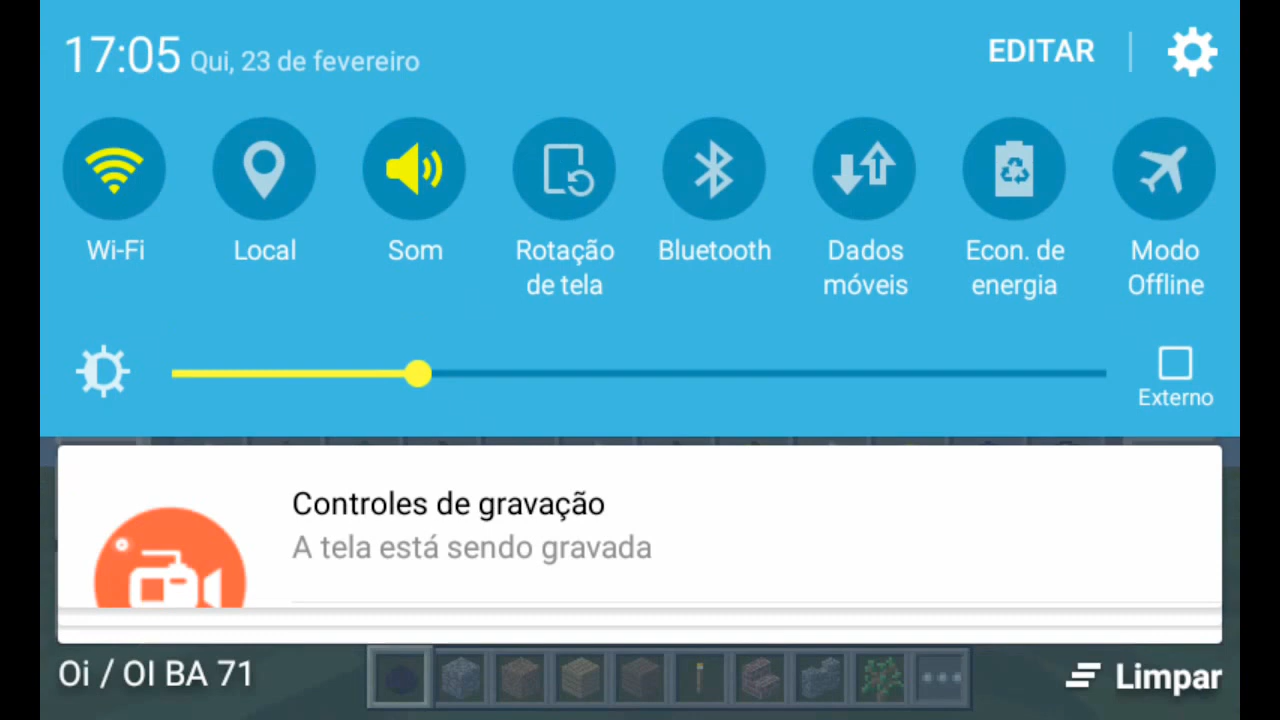 17:05 Qui, 23 de fevereiro EDITAR
Wi-Fi Local Som Rotação de tela Bluetooth Dados móveis Econ. de energia Modo Offline
Externo
Controles de gravação
A tela está sendo gravada
Oi / OI BA 71 Limpar